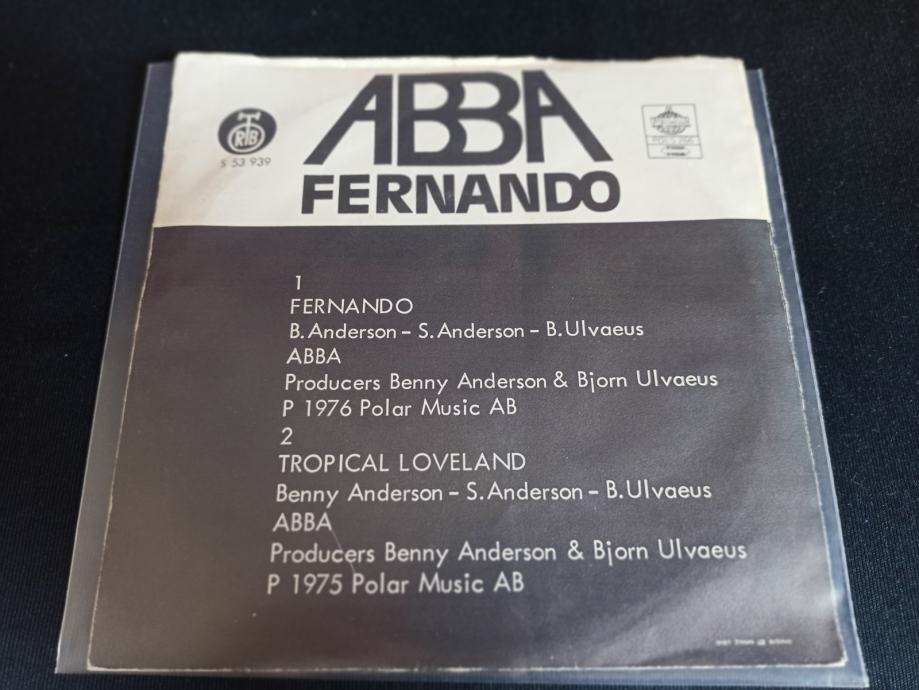 ABBA
RTB
S 53 939
FERNANDO
1
FERNANDO
B. Anderson – S. Anderson – B. Ulvaeus
ABBA
Producers Benny Anderson & Bjorn Ulvaeus
P 1976 Polar Music AB
2
TROPICAL LOVELAND
Benny Anderson – S. Anderson – B. Ulvaeus
ABBA
Producers Benny Anderson & Bjorn Ulvaeus
P 1975 Polar Music AB